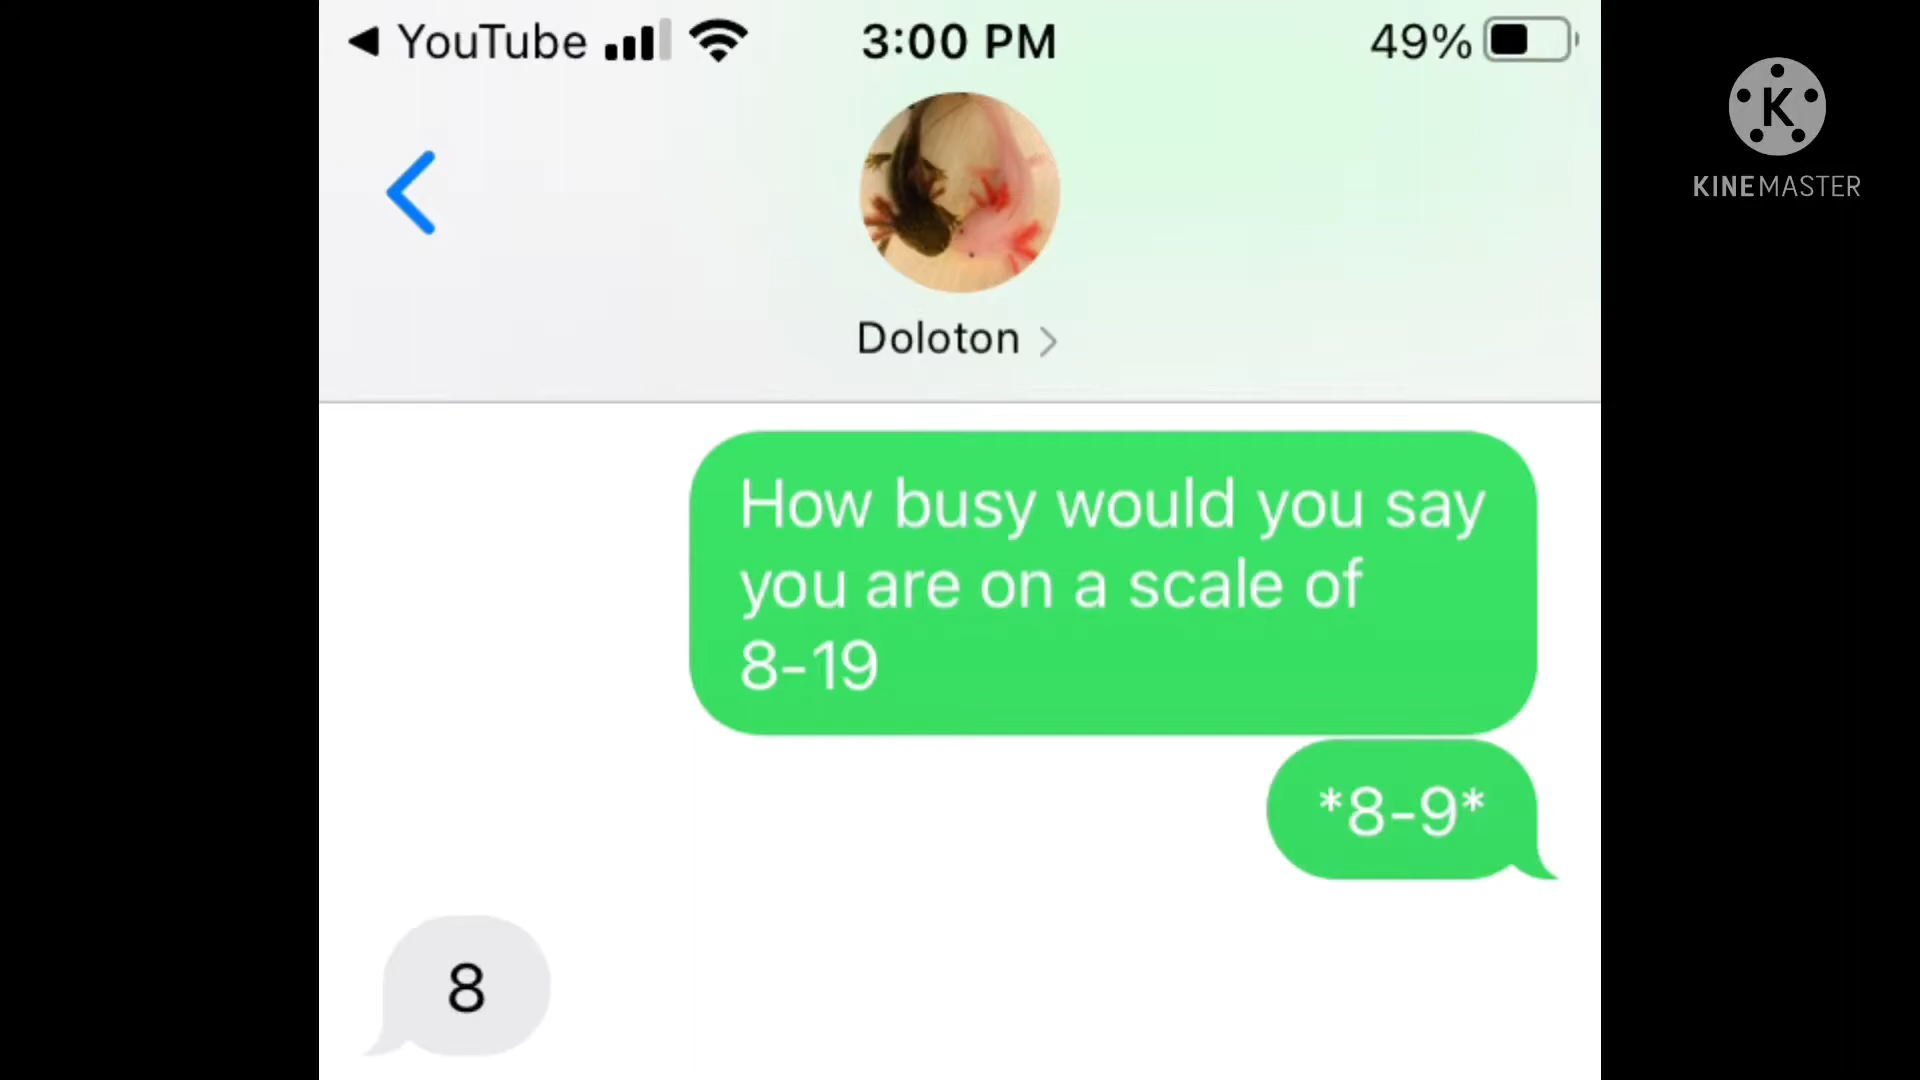 YouTube 3:00 PM 49%
K
KINEMASTER
Doloton
How busy would you say
you are on a scale of
8-19
*8-9*
8